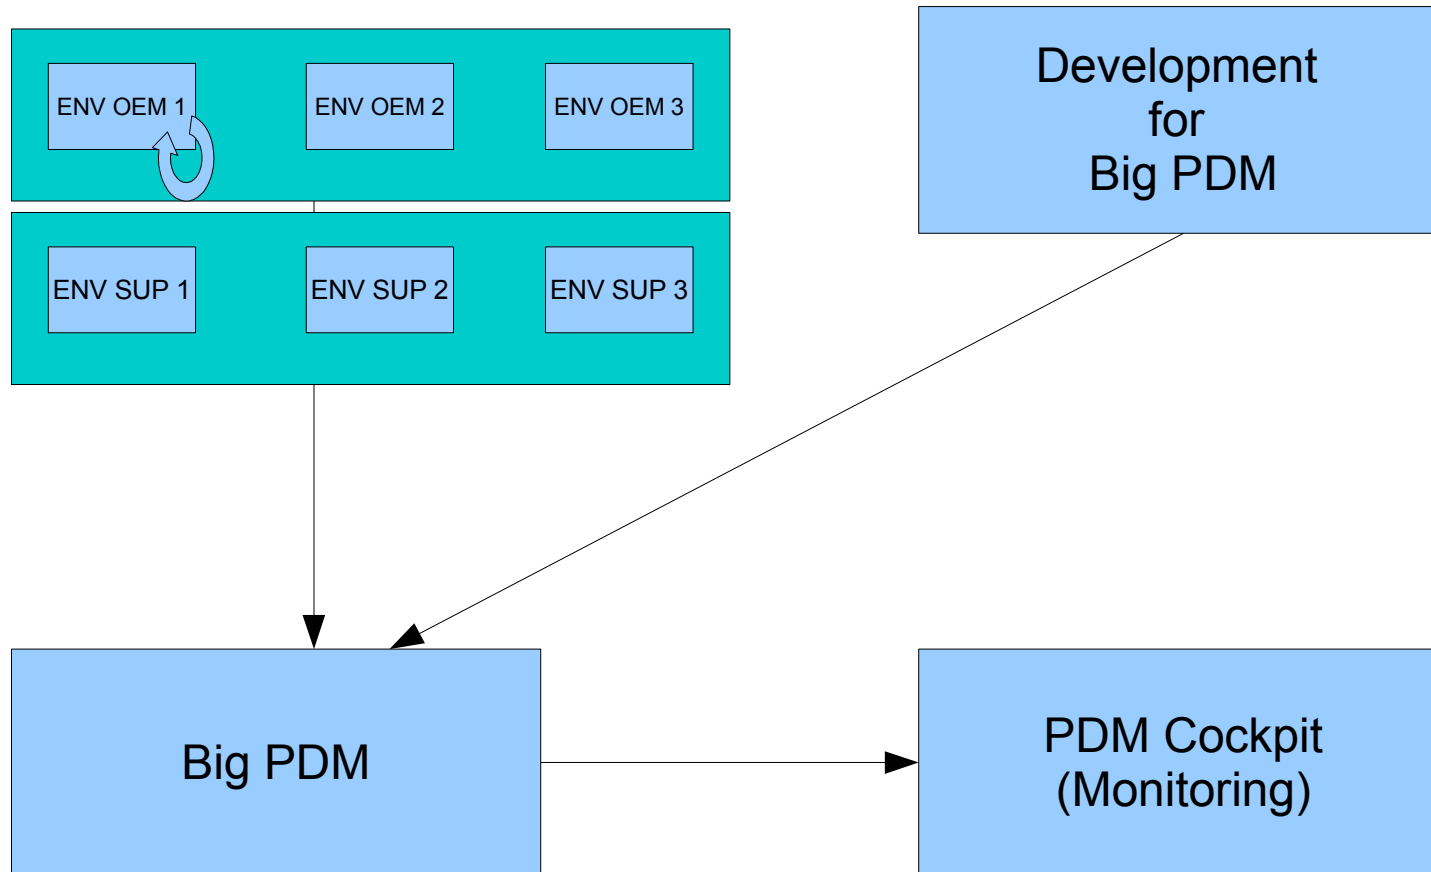 ENV OEM 1
ENV OEM 2
ENV OEM 3
Development
for
Big PDM
ENV SUP 1
ENV SUP 2
ENV SUP 3
Big PDM
PDM Cockpit
(Monitoring)